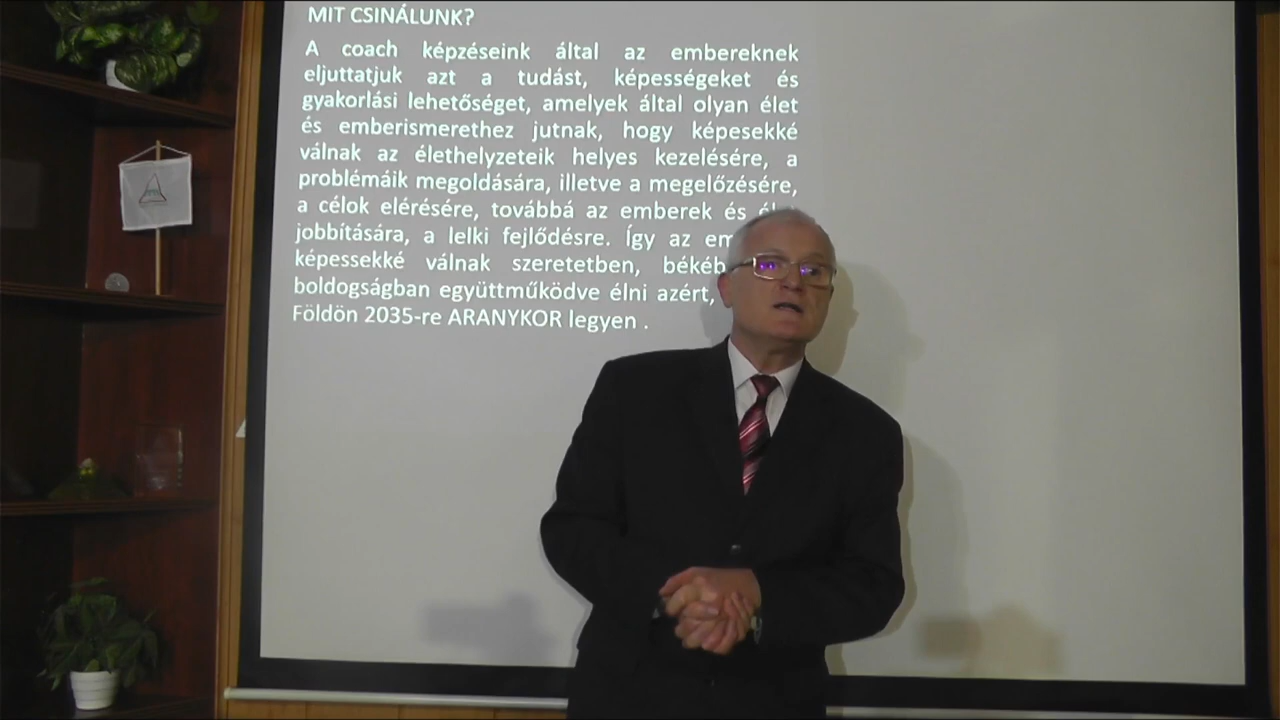 MIT CSINÁLUNK?
A coach képzéseink által az embereknek
eljuttatjuk azt a tudást, képességeket és
gyakorlási lehetőséget, amelyek által olyan élet
és emberismerethez jutnak, hogy képesekké
válnak az élethelyzeteik helyes kezelésére, a
problémáik megoldására, illetve a megelőzésére,
a célok elérésére, továbbá az emberek és
jobbítására, a lelki fejlődésre. Így az
képessekké válnak szeretetben,
boldogságban együttműködve élni azért,
Földön 2035-re ARANYKOR legyen .